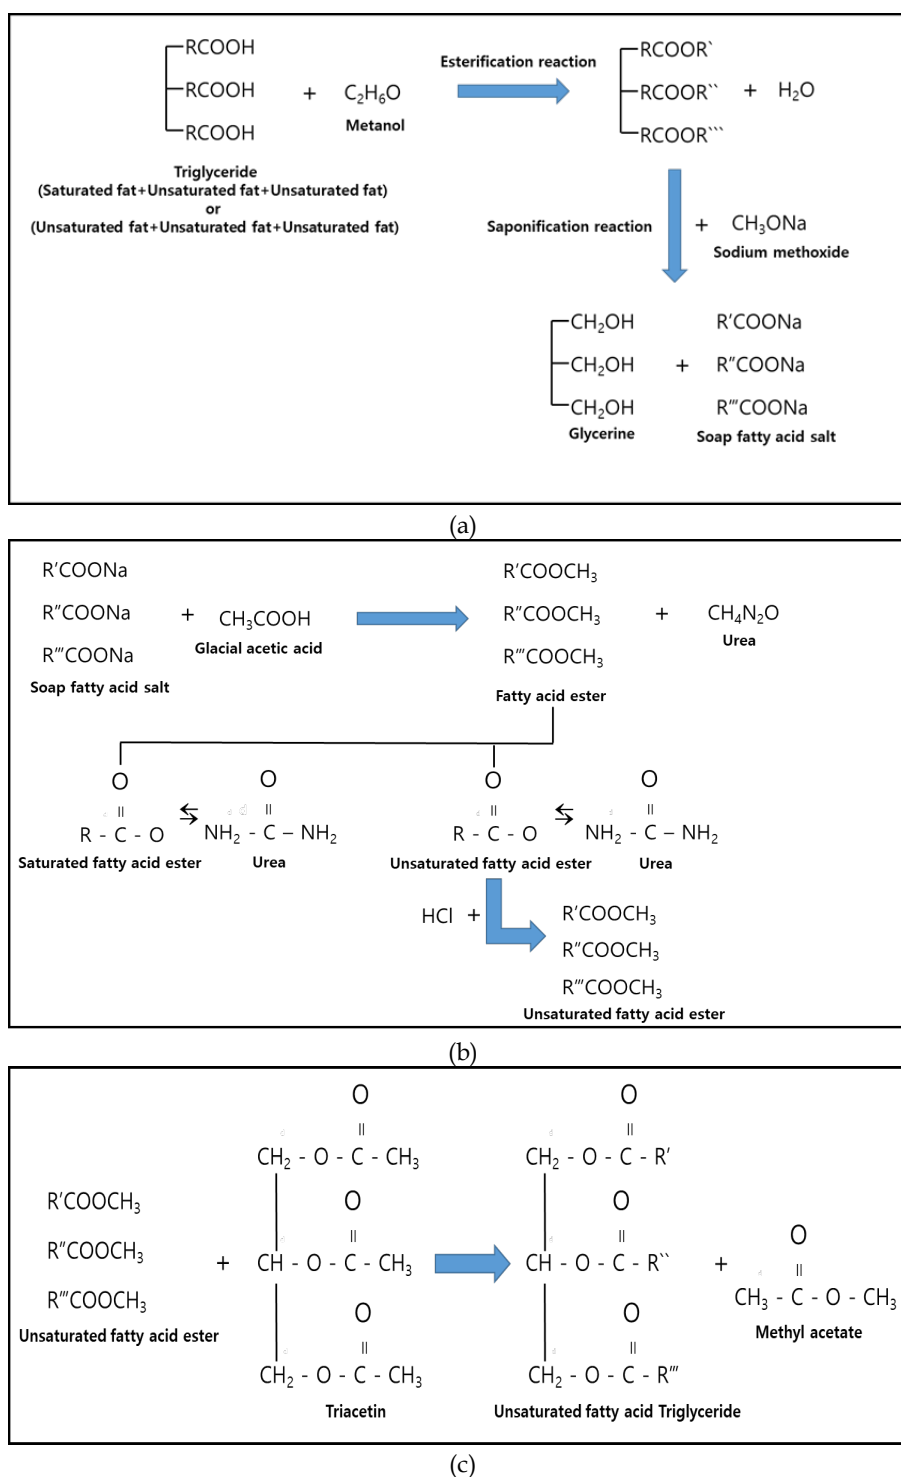 RCOOH
RCOOH
RCOOH
+
C₂H₆O
Metanol
Triglyceride
(Saturated fat+Unsaturated fat+Unsaturated fat)
or
(Unsaturated fat+Unsaturated fat+Unsaturated fat)
Esterification reaction
RCOOR`
RCOOR``
RCOOR```
+ H₂O
Saponification reaction
+ CH₃ONa
Sodium methoxide
CH₂OH
CH₂OH
CH₂OH
Glycerine
+
R′COONa
R″COONa
R‴COONa
Soap fatty acid salt
(a)
R′COONa
R″COONa
R‴COONa
Soap fatty acid salt
+
CH₃COOH
Glacial acetic acid
R′COOCH₃
R″COOCH₃
R‴COOCH₃
Fatty acid ester
+
CH₄N₂O
Urea
O
॥
R - C - O
Saturated fatty acid ester
⇆
O
॥
NH₂ - C – NH₂
Urea
O
॥
R - C - O
Unsaturated fatty acid ester
⇆
O
॥
NH₂ - C – NH₂
Urea
HCl +
R′COOCH₃
R″COOCH₃
R‴COOCH₃
Unsaturated fatty acid ester
(b)
R′COOCH₃
R″COOCH₃
R‴COOCH₃
Unsaturated fatty acid ester
+
O
॥
CH₂ - O - C - CH₃
O
॥
CH - O - C - CH₃
O
॥
CH₂ - O - C - CH₃
Triacetin
O
॥
CH₂ - O - C - R′
O
॥
CH - O - C - R``
O
॥
CH₂ - O - C - R‴
Unsaturated fatty acid Triglyceride
+
O
॥
CH₃ - C - O - CH₃
Methyl acetate
(c)